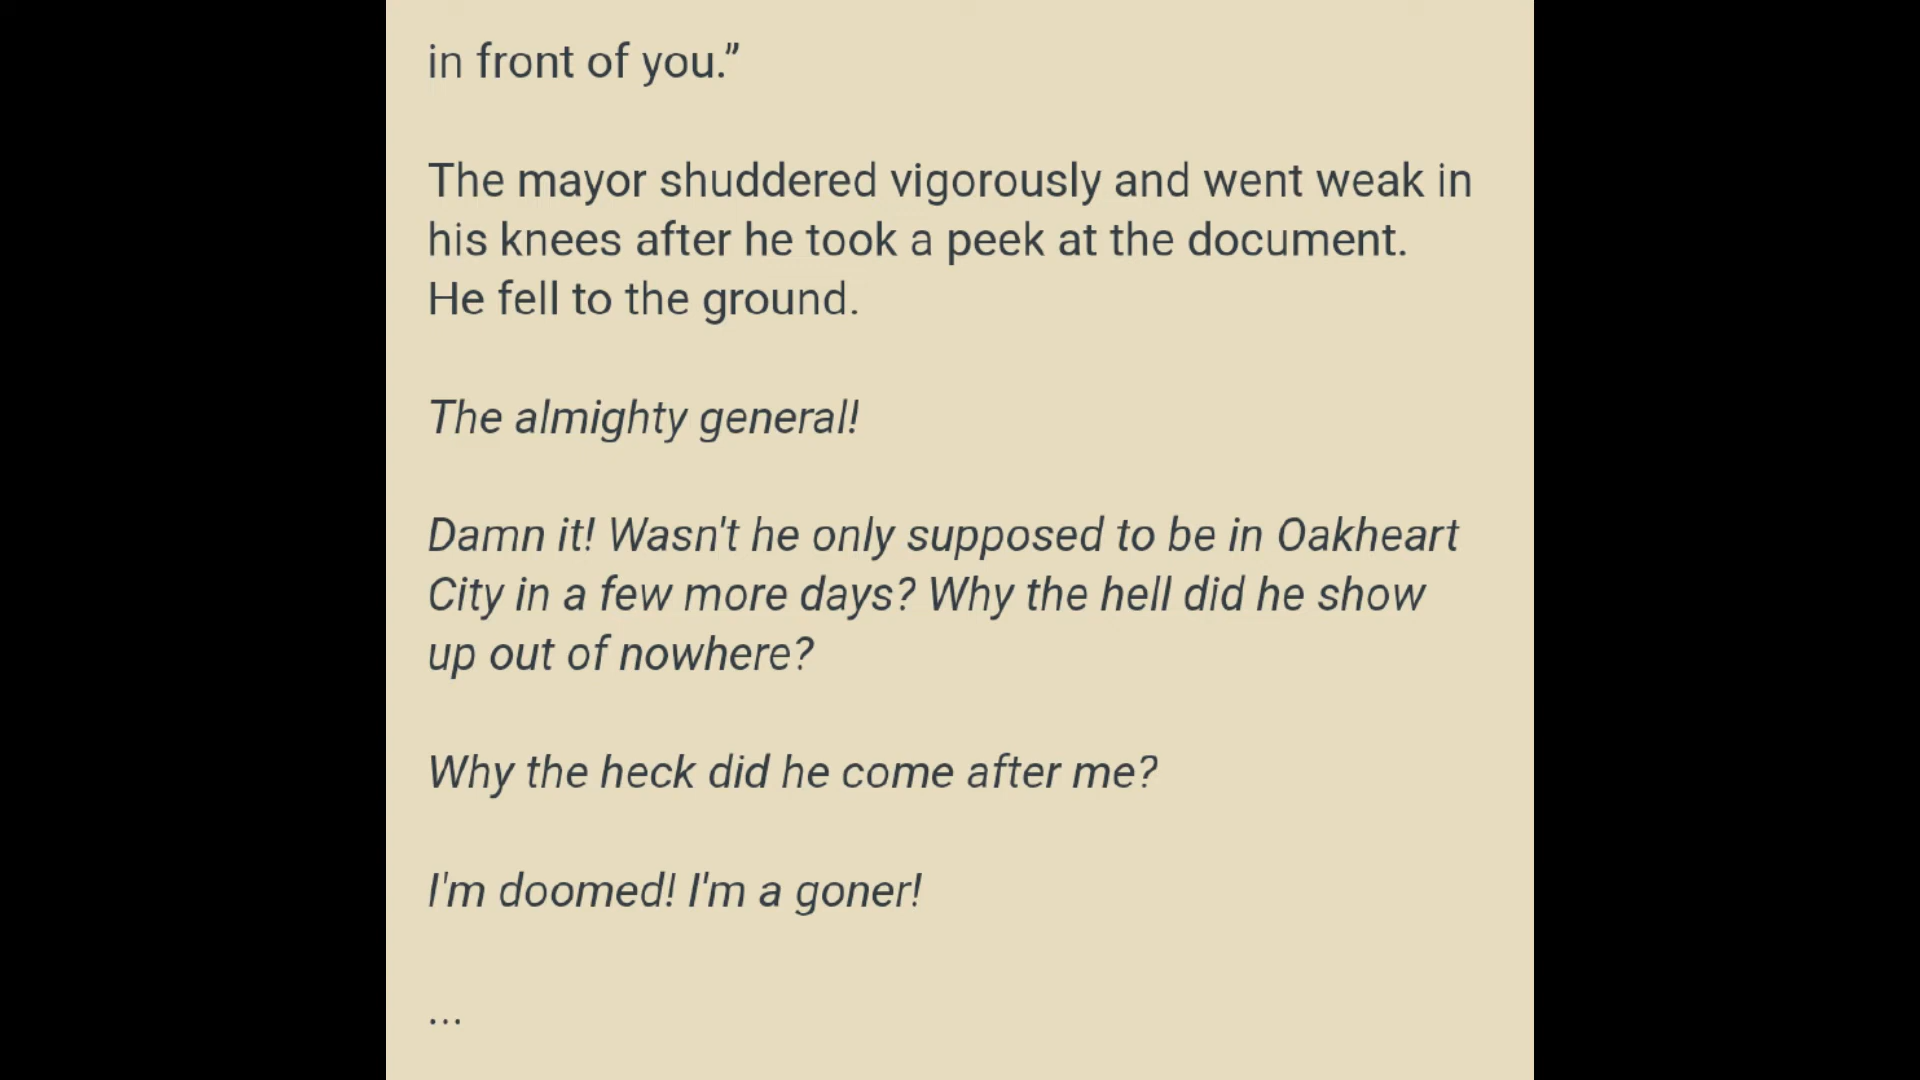 in front of you.”
The mayor shuddered vigorously and went weak in
his knees after he took a peek at the document.
He fell to the ground.
The almighty general!
Damn it! Wasn't he only supposed to be in Oakheart
City in a few more days? Why the hell did he show
up out of nowhere?
Why the heck did he come after me?
I'm doomed! I'm a goner!
...